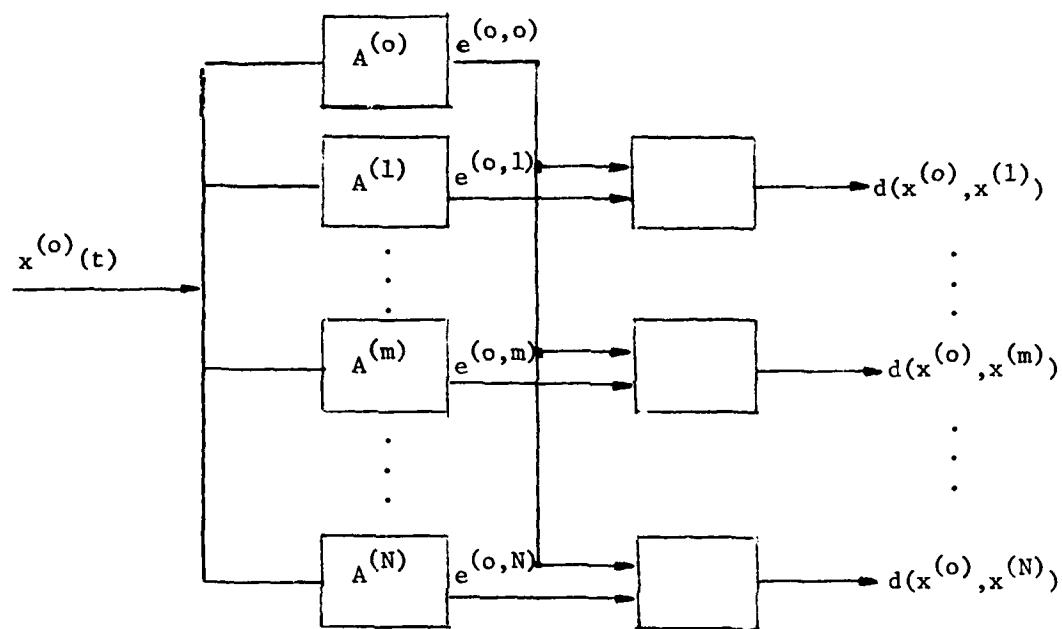 A^(o) e^(o,o)
A^(1) e^(o,1) d(x^(o),x^(1))
x^(o)(t)
A^(m) e^(o,m) d(x^(o),x^(m))
A^(N) e^(o,N) d(x^(o),x^(N))